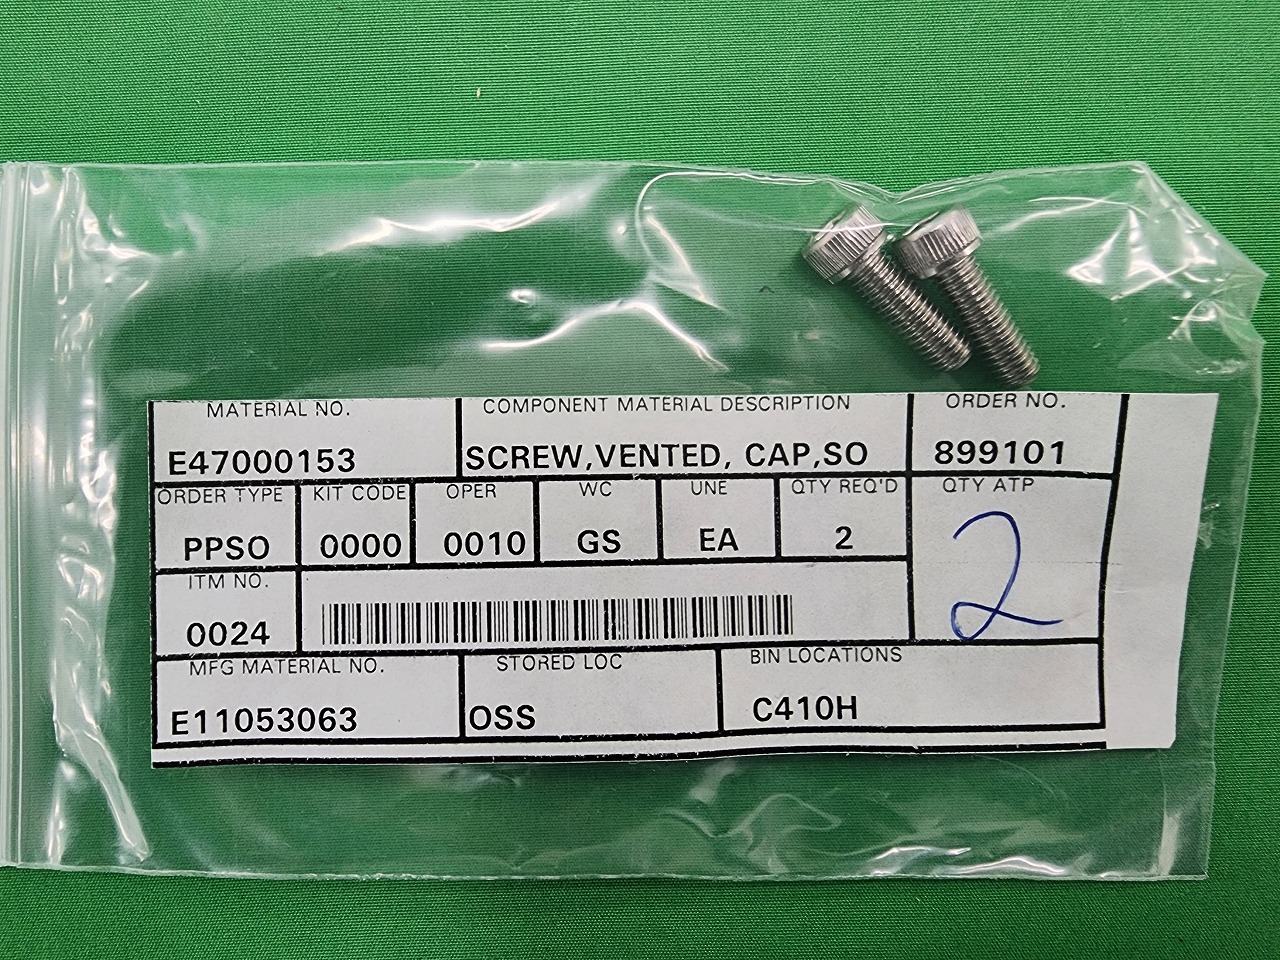 MATERIAL NO. COMPONENT MATERIAL DESCRIPTION ORDER NO.
E47000153 SCREW,VENTED, CAP,SO 899101
ORDER TYPE KIT CODE OPER WC UNE QTY REQ'D QTY ATP
PPSO 0000 0010 GS EA 2 2
ITM NO.
0024
MFG MATERIAL NO. STORED LOC BIN LOCATIONS
E11053063 OSS C410H